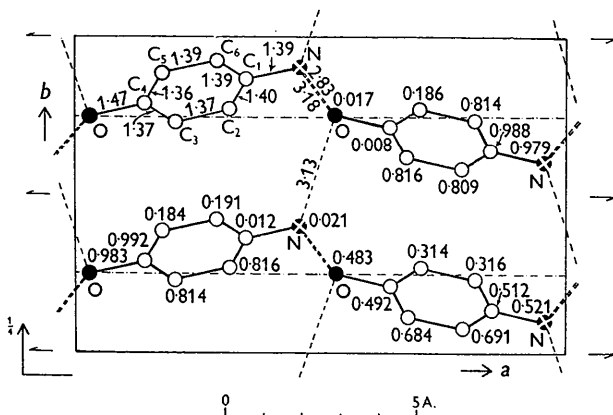 C₆
C₅ 1·39 C₁ 1·39 N
b 1·39 2·83 0·186 0·814
1·47 C₄ 1·36 1·40 3·18 0·017 0·988
1·37 1·37 C₂ 0·979
O C₃ O 0·008 N
0·816 0·809
3·13
0·191
0·184 0·012 0·021
0·992 N 0·314
0·983 0·816 0·483 0·316
O 0·814 O 0·492 0·512 0·521
N
¼ 0·684 0·691
a
0 5A.